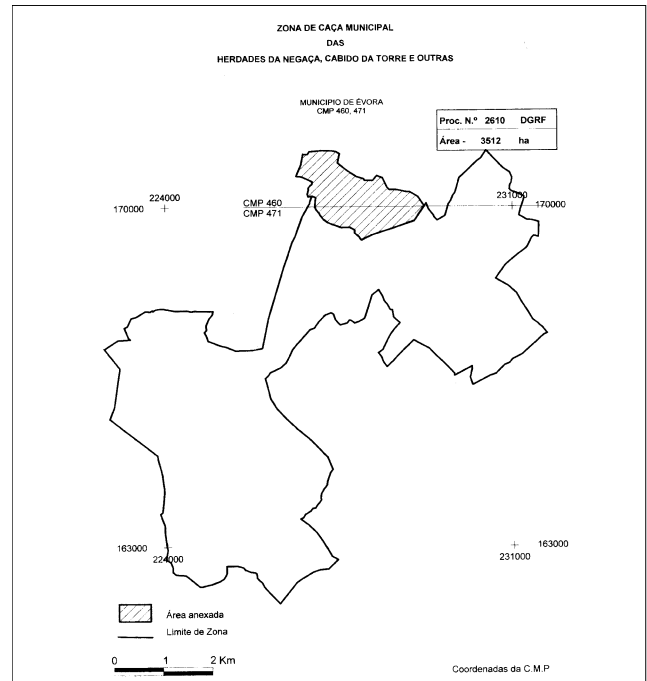 ZONA DE CAÇA MUNICIPAL
DAS
HERDADES DA NEGAÇA, CABIDO DA TORRE E OUTRAS
MUNICIPIO DE ÉVORA
CMP 460, 471
Proc. N.º 2610 DGRF
Área - 3512 ha
224000
170000
CMP 460
CMP 471
231000
170000
163000
224000
163000
231000
Área anexada
Limite de Zona
0 1 2 Km
Coordenadas da C.M.P